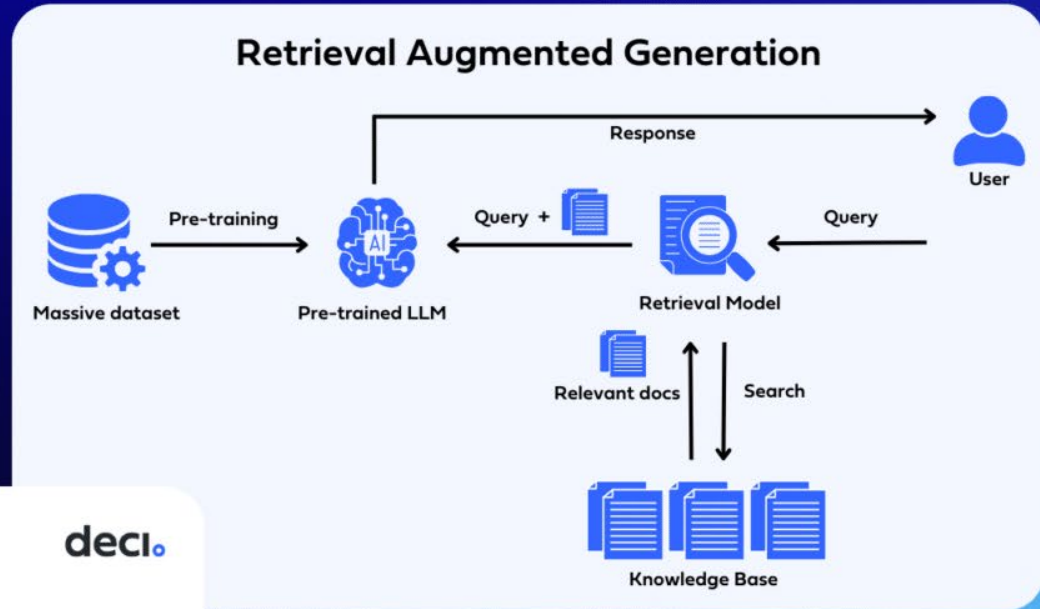 Retrieval Augmented Generation
Response
User
Pre-training
Query +
Query
AI
Massive dataset
Pre-trained LLM
Retrieval Model
Relevant docs
Search
Knowledge Base
deci.